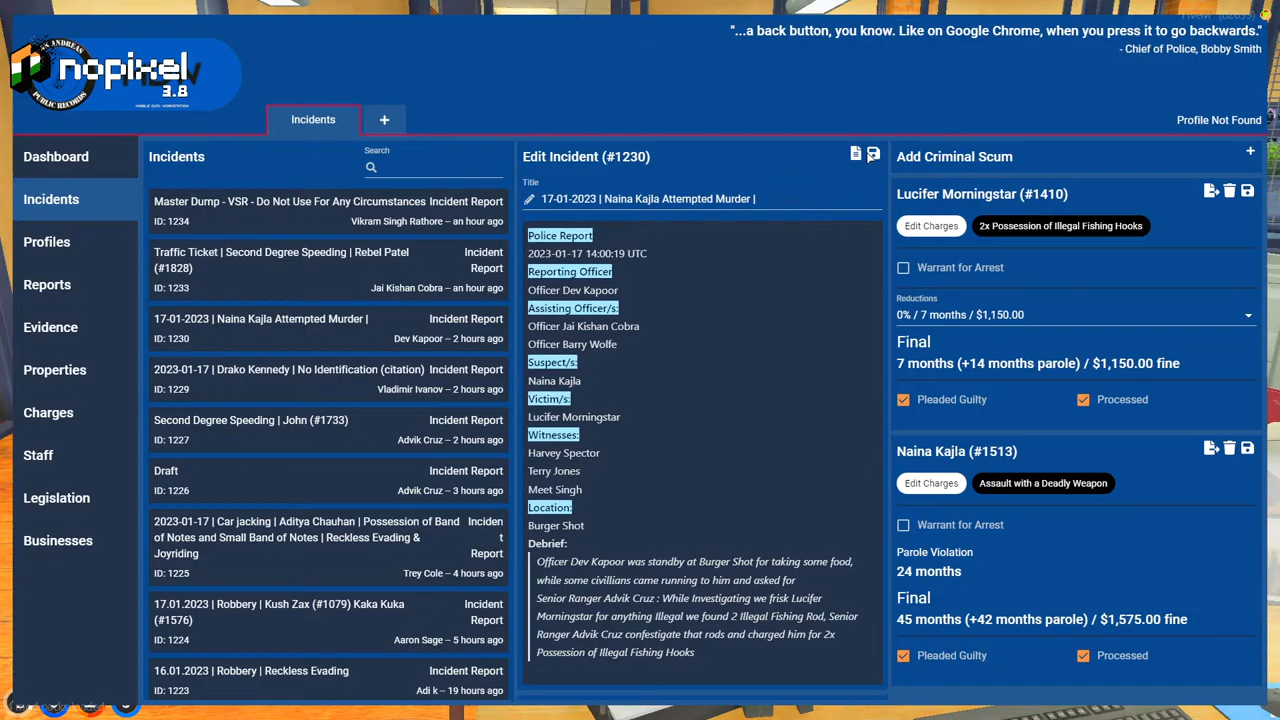 "...a back button, you know. Like on Google Chrome, when you press it to go backwards."
- Chief of Police, Bobby Smith
nopixel
3.8
PUBLIC RECORDS
MOBILE DATA WORKSTATION
Incidents
+
Profile Not Found
Dashboard
Incidents
Profiles
Reports
Evidence
Properties
Charges
Staff
Legislation
Businesses
Incidents
Search
Master Dump - VSR - Do Not Use For Any Circumstances Incident Report
ID: 1234 Vikram Singh Rathore – an hour ago
Traffic Ticket | Second Degree Speeding | Rebel Patel Incident
(#1828) Report
ID: 1233 Jai Kishan Cobra – an hour ago
17-01-2023 | Naina Kajla Attempted Murder | Incident Report
ID: 1230 Dev Kapoor – 2 hours ago
2023-01-17 | Drako Kennedy | No Identification (citation) Incident Report
ID: 1229 Vladimir Ivanov – 2 hours ago
Second Degree Speeding | John (#1733) Incident Report
ID: 1227 Advik Cruz – 2 hours ago
Draft Incident Report
ID: 1226 Advik Cruz – 3 hours ago
2023-01-17 | Car jacking | Aditya Chauhan | Possession of Band Inciden
of Notes and Small Band of Notes | Reckless Evading & t
Joyriding Report
ID: 1225 Trey Cole – 4 hours ago
17.01.2023 | Robbery | Kush Zax (#1079) Kaka Kuka Incident
(#1576) Report
ID: 1224 Aaron Sage – 5 hours ago
16.01.2023 | Robbery | Reckless Evading Incident Report
ID: 1223 Adi k – 19 hours ago
Edit Incident (#1230)
Title
17-01-2023 | Naina Kajla Attempted Murder |
Police Report
2023-01-17 14:00:19 UTC
Reporting Officer
Officer Dev Kapoor
Assisting Officer/s:
Officer Jai Kishan Cobra
Officer Barry Wolfe
Suspect/s:
Naina Kajla
Victim/s:
Lucifer Morningstar
Witnesses:
Harvey Spector
Terry Jones
Meet Singh
Location:
Burger Shot
Debrief:
Officer Dev Kapoor was standby at Burger Shot for taking some food,
while some civillians came running to him and asked for
Senior Ranger Advik Cruz : While Investigating we frisk Lucifer
Morningstar for anything Illegal we found 2 Illegal Fishing Rod, Senior
Ranger Advik Cruz confestigate that rods and charged him for 2x
Possession of Illegal Fishing Hooks
Add Criminal Scum
+
Lucifer Morningstar (#1410)
Edit Charges 2x Possession of Illegal Fishing Hooks
Warrant for Arrest
Reductions
0% / 7 months / $1,150.00
Final
7 months (+14 months parole) / $1,150.00 fine
Pleaded Guilty Processed
Naina Kajla (#1513)
Edit Charges Assault with a Deadly Weapon
Warrant for Arrest
Parole Violation
24 months
Final
45 months (+42 months parole) / $1,575.00 fine
Pleaded Guilty Processed